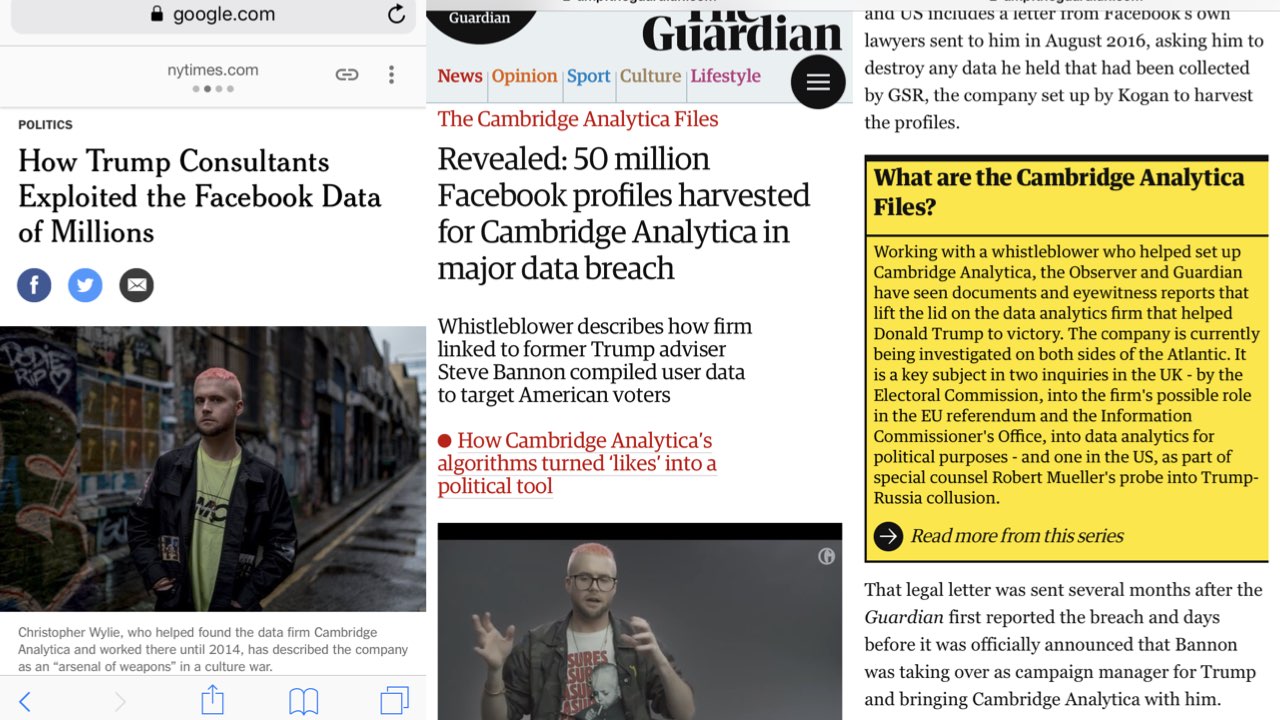 google.com
nytimes.com
POLITICS
How Trump Consultants
Exploited the Facebook Data
of Millions
f
DOPE
RIP
Christopher Wylie, who helped found the data firm Cambridge
Analytica and worked there until 2014, has described the company
as an “arsenal of weapons” in a culture war.
Guardian
The
Guardian
News
Opinion
Sport
Culture
Lifestyle
The Cambridge Analytica Files
Revealed: 50 million
Facebook profiles harvested
for Cambridge Analytica in
major data breach
Whistleblower describes how firm
linked to former Trump adviser
Steve Bannon compiled user data
to target American voters
How Cambridge Analytica’s
algorithms turned ‘likes’ into a
political tool
and US includes a letter from Facebook’s own
lawyers sent to him in August 2016, asking him to
destroy any data he held that had been collected
by GSR, the company set up by Kogan to harvest
the profiles.
What are the Cambridge Analytica
Files?
Working with a whistleblower who helped set up
Cambridge Analytica, the Observer and Guardian
have seen documents and eyewitness reports that
lift the lid on the data analytics firm that helped
Donald Trump to victory. The company is currently
being investigated on both sides of the Atlantic. It
is a key subject in two inquiries in the UK - by the
Electoral Commission, into the firm's possible role
in the EU referendum and the Information
Commissioner's Office, into data analytics for
political purposes - and one in the US, as part of
special counsel Robert Mueller's probe into Trump-
Russia collusion.
Read more from this series
That legal letter was sent several months after the
Guardian first reported the breach and days
before it was officially announced that Bannon
was taking over as campaign manager for Trump
and bringing Cambridge Analytica with him.